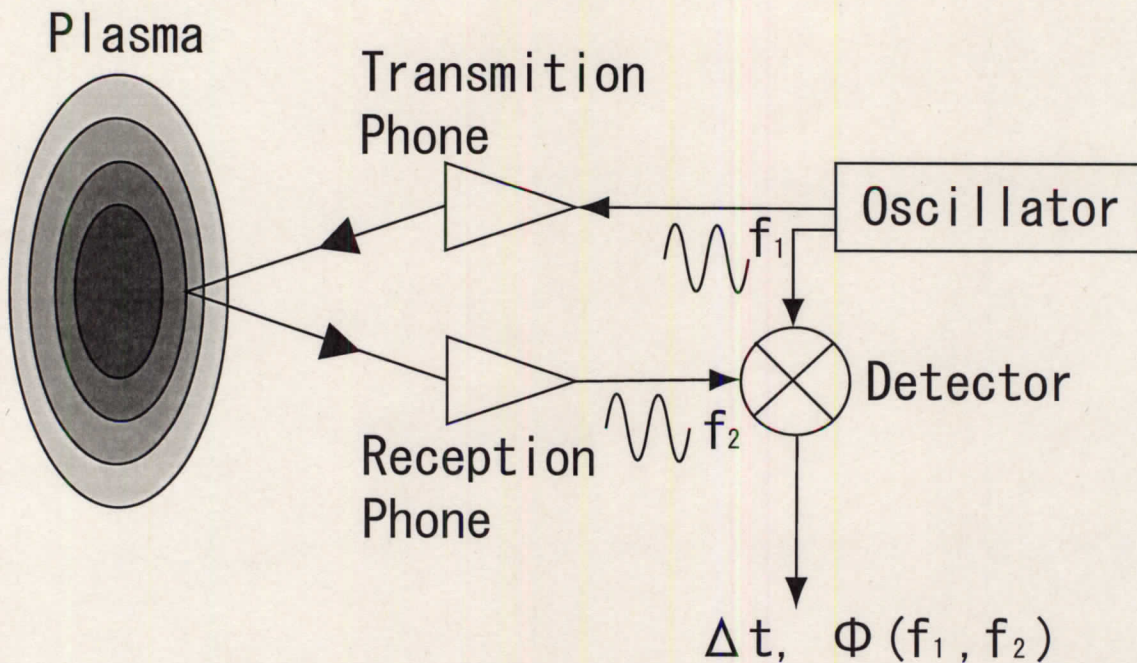 Plasma
Transmition
Phone
Oscillator
f₁
Detector
f₂
Reception
Phone
Δt, Φ(f₁,f₂)